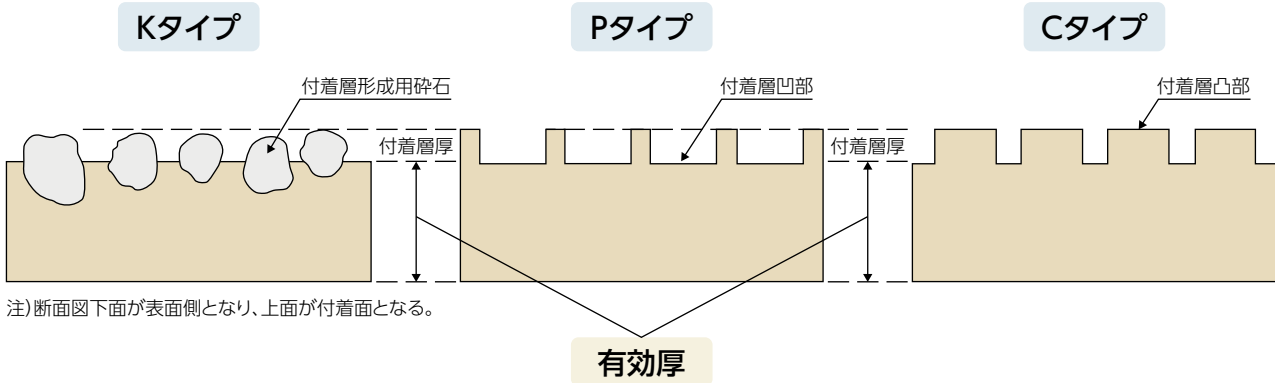 Kタイプ
Pタイプ
Cタイプ
付着層形成用砕石
付着層凹部
付着層凸部
付着層厚
付着層厚
注)断面図下面が表面側となり、上面が付着面となる。
有効厚